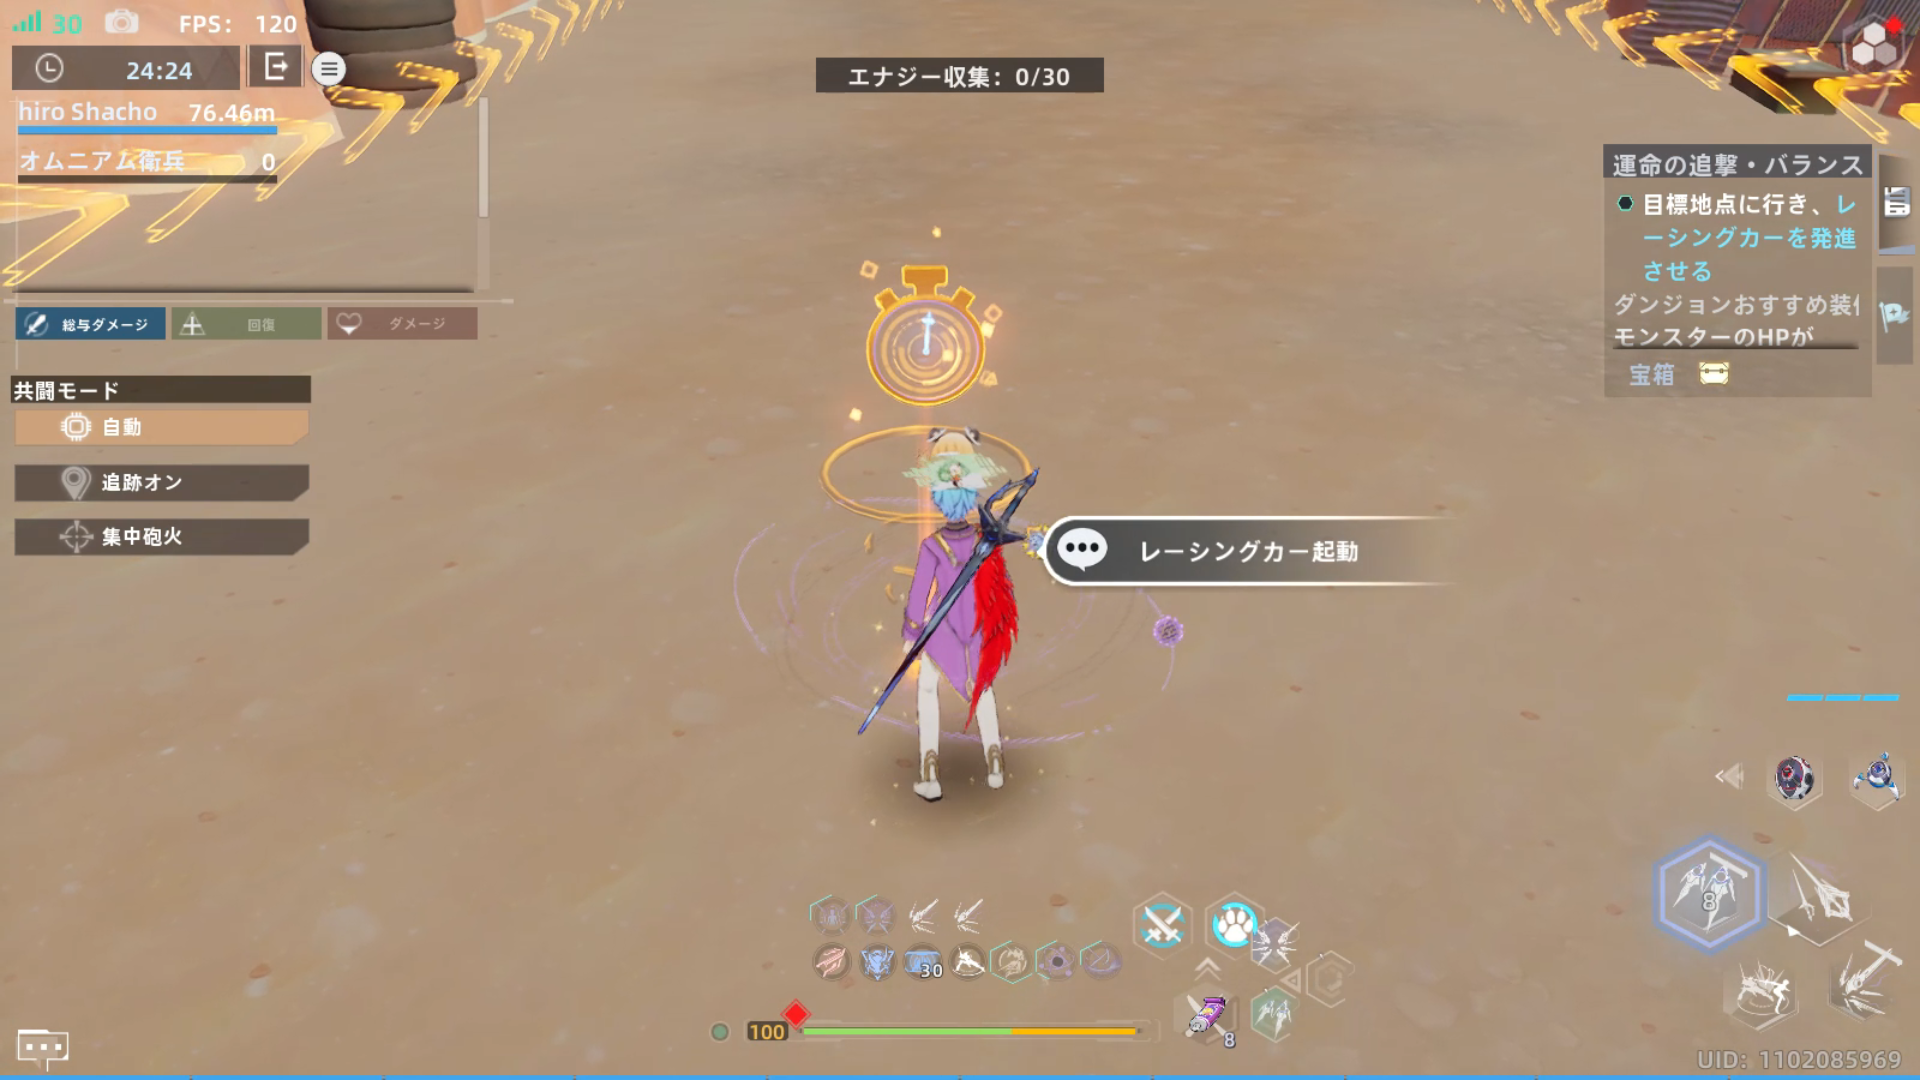 30 FPS: 120
24:24
エナジー収集: 0/30
hiro Shacho 76.46m
オムニアム衛兵 0
運命の追撃・バランス
目標地点に行き、レ
ーシングカーを発進
させる
ダンジョンおすすめ装
モンスターのHPが
宝箱
総与ダメージ 回復 ダメージ
共闘モード
自動
追跡オン
集中砲火
レーシングカー起動
8
30
100
8
UID: 1102085969